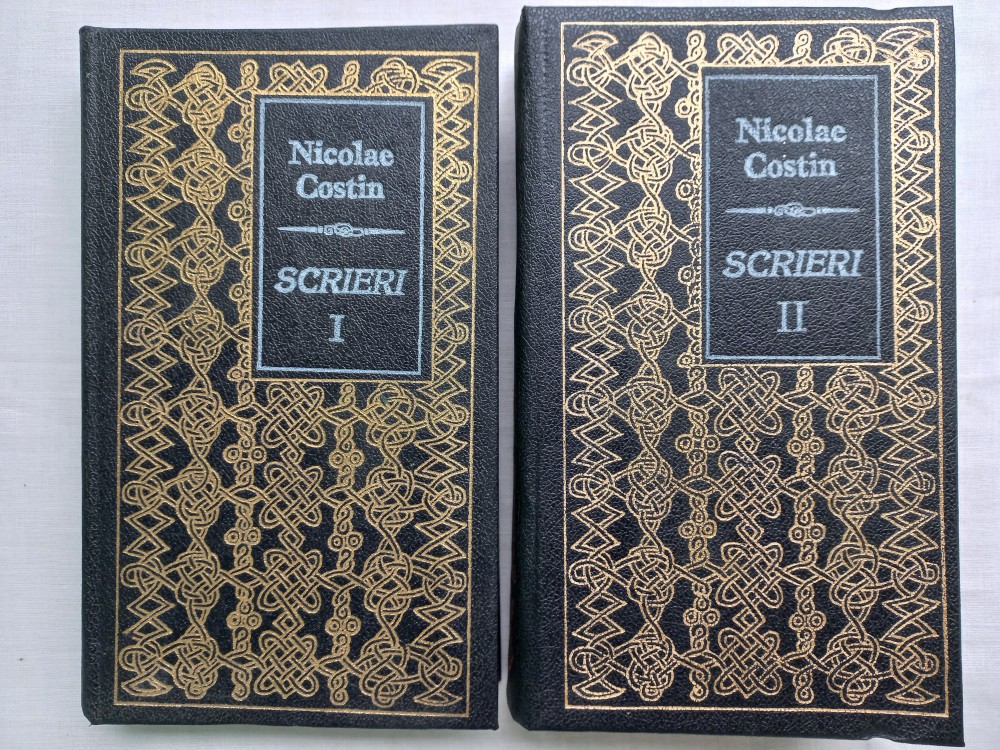 Nicolae
Costin
SCRIERI
I
Nicolae
Costin
SCRIERI
II